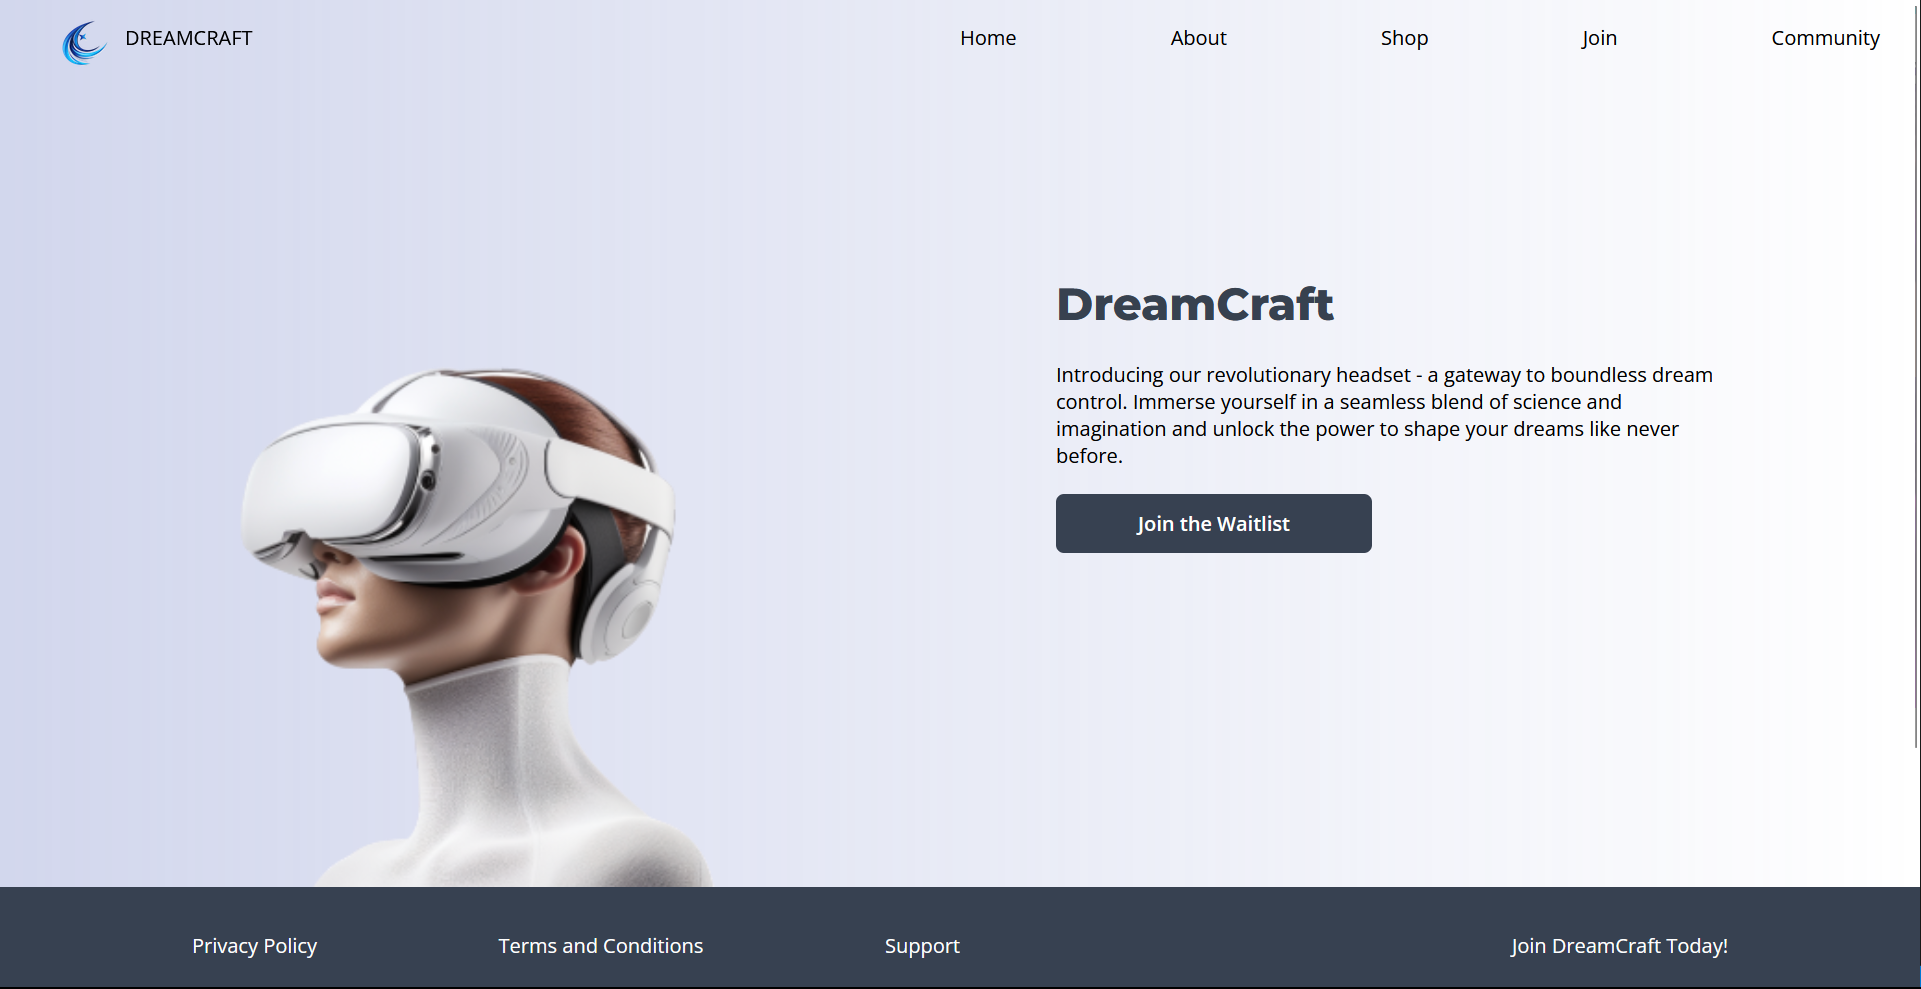 DREAMCRAFT
Home
About
Shop
Join
Community
DreamCraft
Introducing our revolutionary headset - a gateway to boundless dream
control. Immerse yourself in a seamless blend of science and
imagination and unlock the power to shape your dreams like never
before.
Join the Waitlist
Privacy Policy
Terms and Conditions
Support
Join DreamCraft Today!